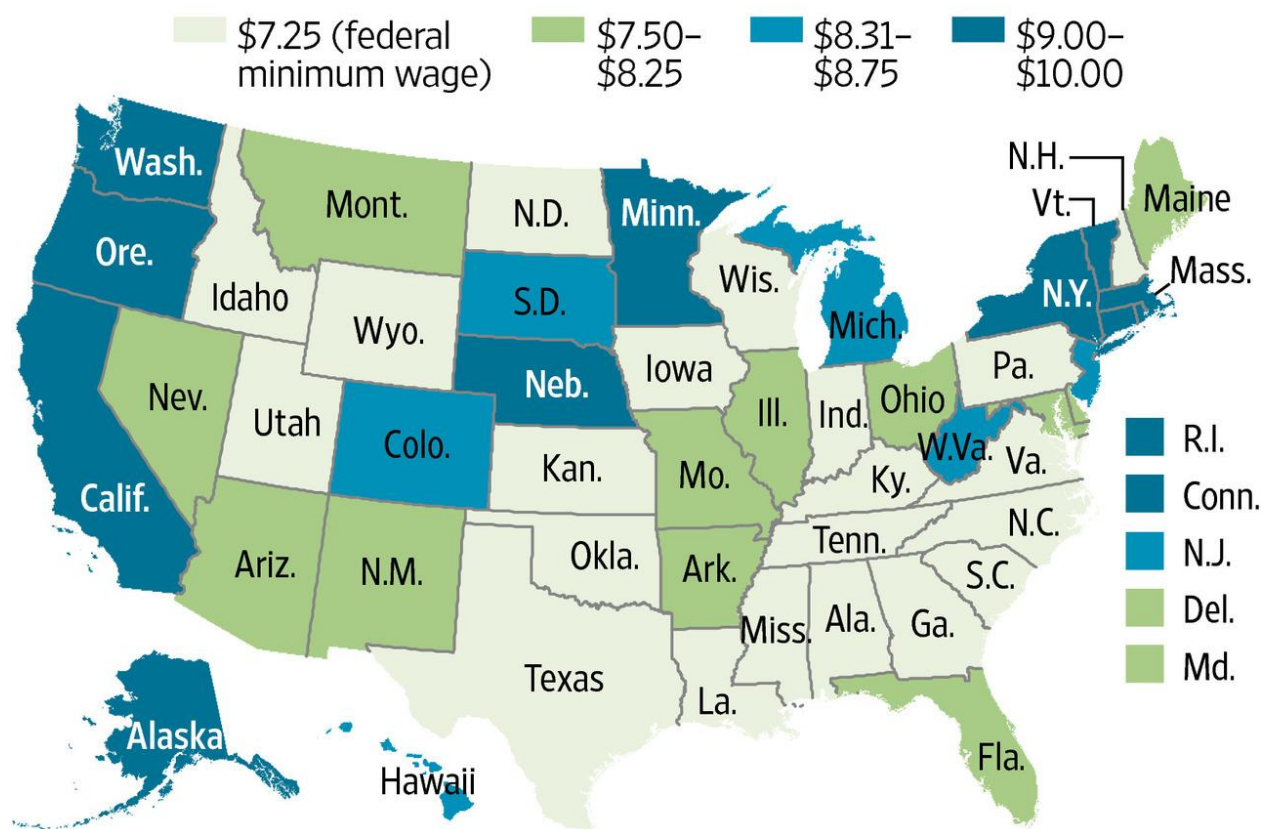 $7.25 (federal
minimum wage)
$7.50–
$8.25
$8.31–
$8.75
$9.00–
$10.00
Wash.
Ore.
Calif.
Idaho
Nev.
Mont.
Wyo.
Utah
Ariz.
Colo.
N.M.
N.D.
S.D.
Neb.
Kan.
Okla.
Texas
Minn.
Iowa
Mo.
Ark.
La.
Wis.
Ill.
Mich.
Ind.
Ohio
Ky.
Tenn.
Miss.
Ala.
Ga.
Fla.
S.C.
N.C.
Va.
W.Va.
Pa.
N.Y.
Vt.
N.H.
Maine
Mass.
R.I.
Conn.
N.J.
Del.
Md.
Alaska
Hawaii